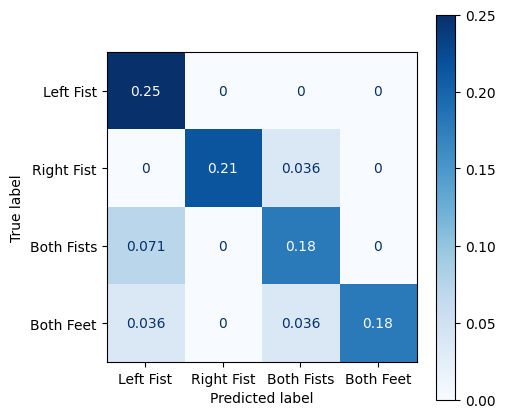 0.25
Left Fist 0.25 0 0 0
0.20
Right Fist 0 0.21 0.036 0
0.15
True label
0.10
Both Fists 0.071 0 0.18 0
0.05
Both Feet 0.036 0 0.036 0.18
0.00
Left Fist Right Fist Both Fists Both Feet
Predicted label